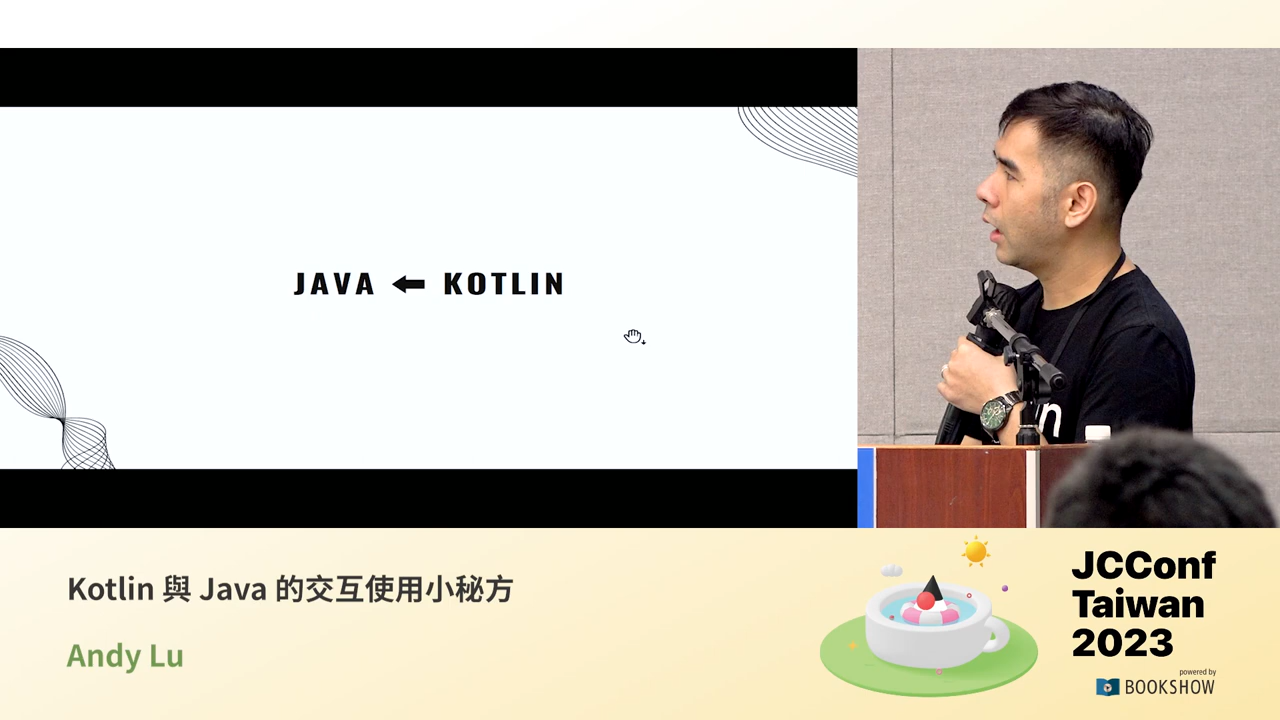 JAVA ← KOTLIN
n
Kotlin 與 Java 的交互使用小秘方
Andy Lu
JCConf
Taiwan
2023
powered by
BOOKSHOW